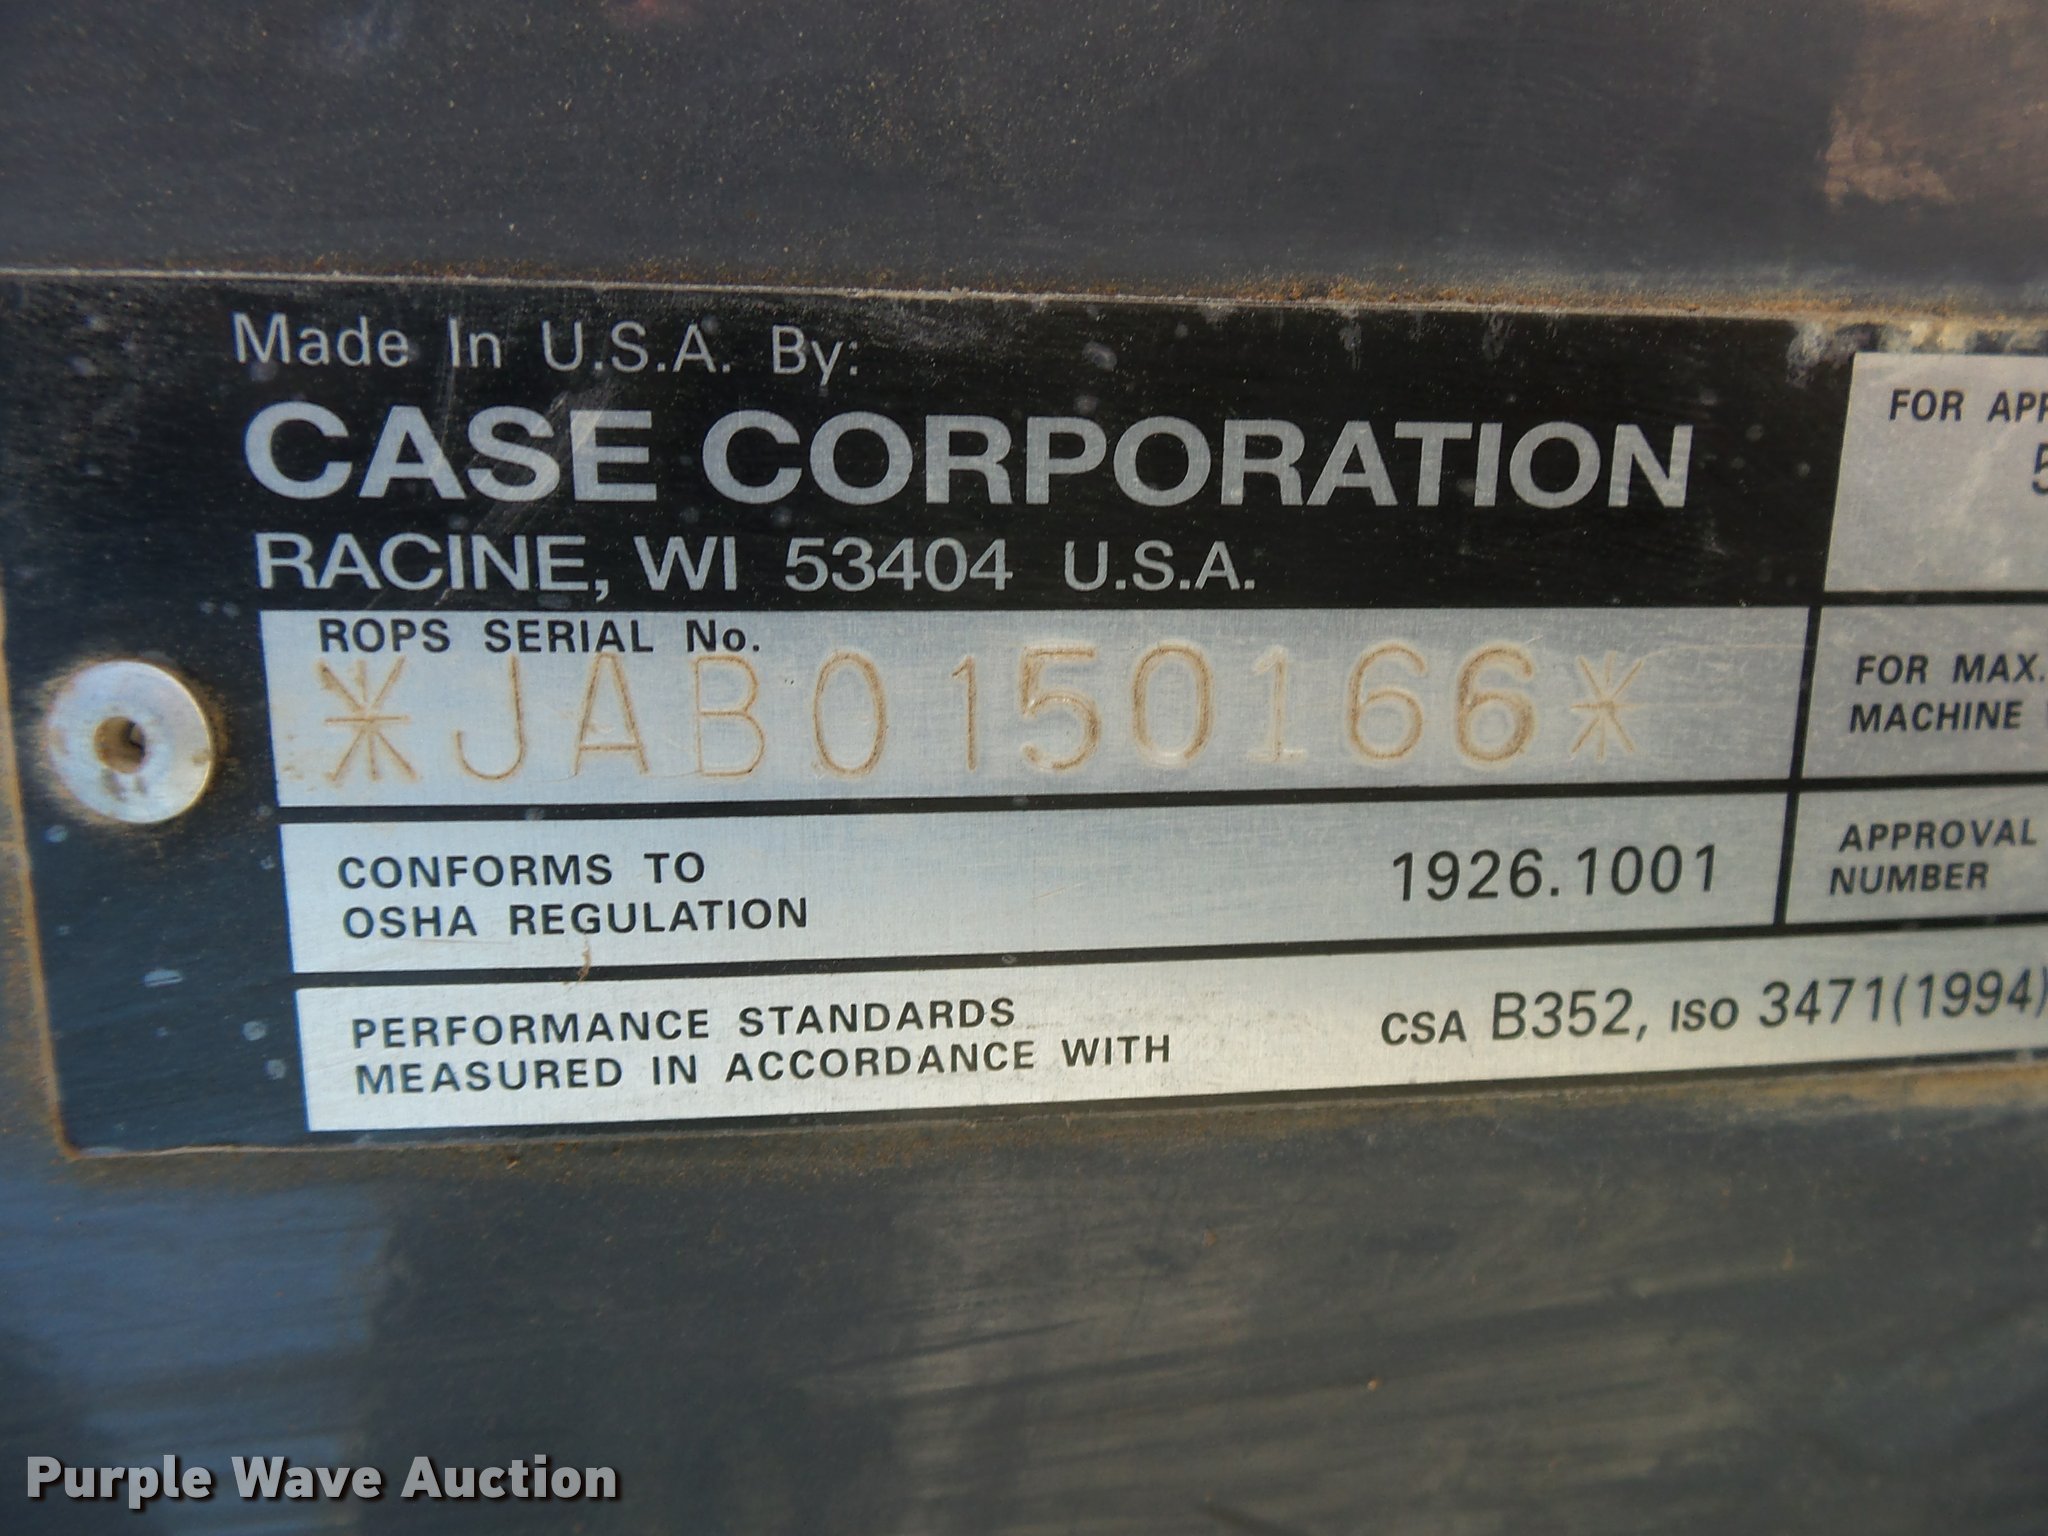 Made In U.S.A. By:
CASE CORPORATION
RACINE, WI 53404 U.S.A.
ROPS SERIAL No.
*JAB0150166*
CONFORMS TO
OSHA REGULATION
1926.1001
PERFORMANCE STANDARDS
MEASURED IN ACCORDANCE WITH
CSA B352, ISO 3471(1994)
FOR
FOR MAX.
MACHINE
APPROVAL
NUMBER
Purple Wave Auction